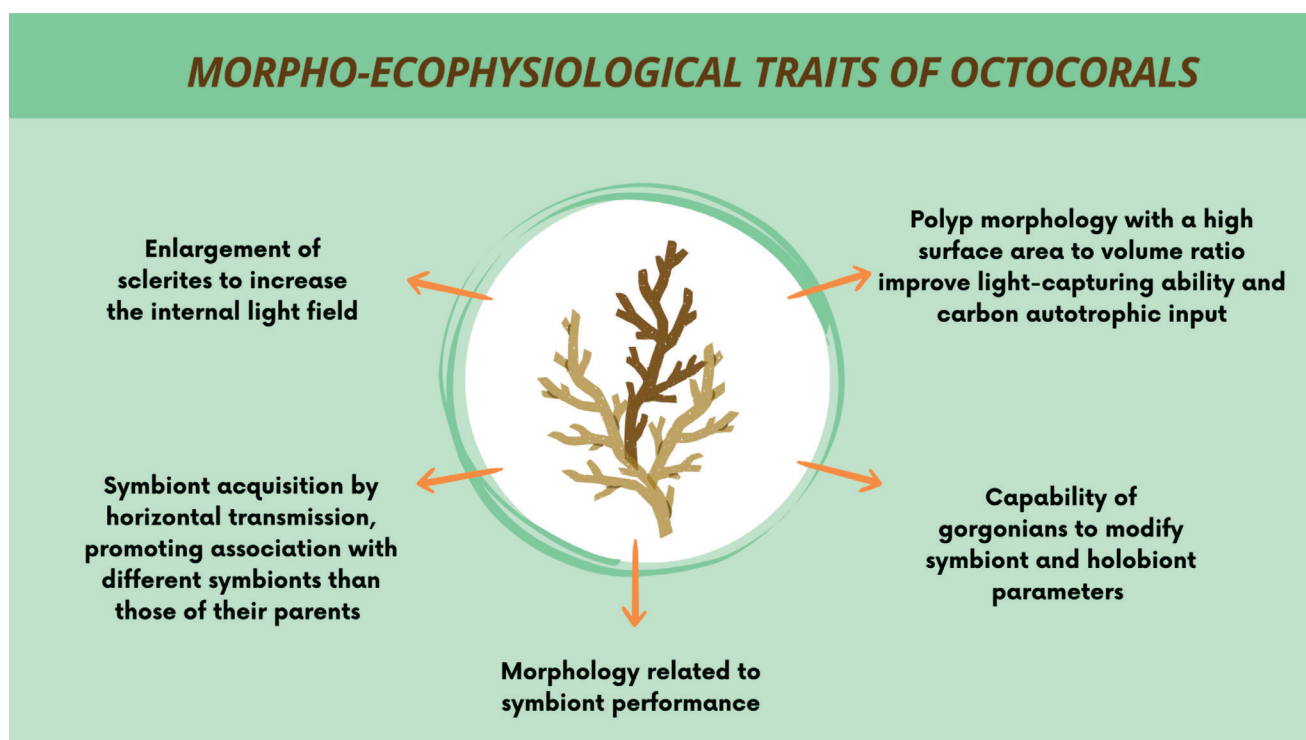 MORPHO-ECOPHYSIOLOGICAL TRAITS OF OCTOCORALS
Enlargement of
sclerites to increase
the internal light field
Polyp morphology with a high
surface area to volume ratio
improve light-capturing ability and
carbon autotrophic input
Symbiont acquisition by
horizontal transmission,
promoting association with
different symbionts than
those of their parents
Capability of
gorgonians to modify
symbiont and holobiont
parameters
Morphology related to
symbiont performance